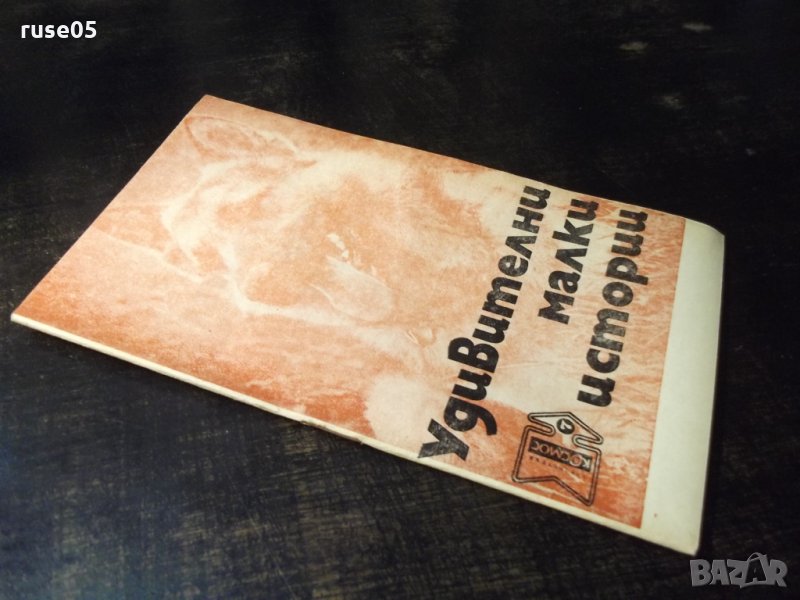 ruse05
Удивителни
малки
истории
КОСМОС
BAZAR